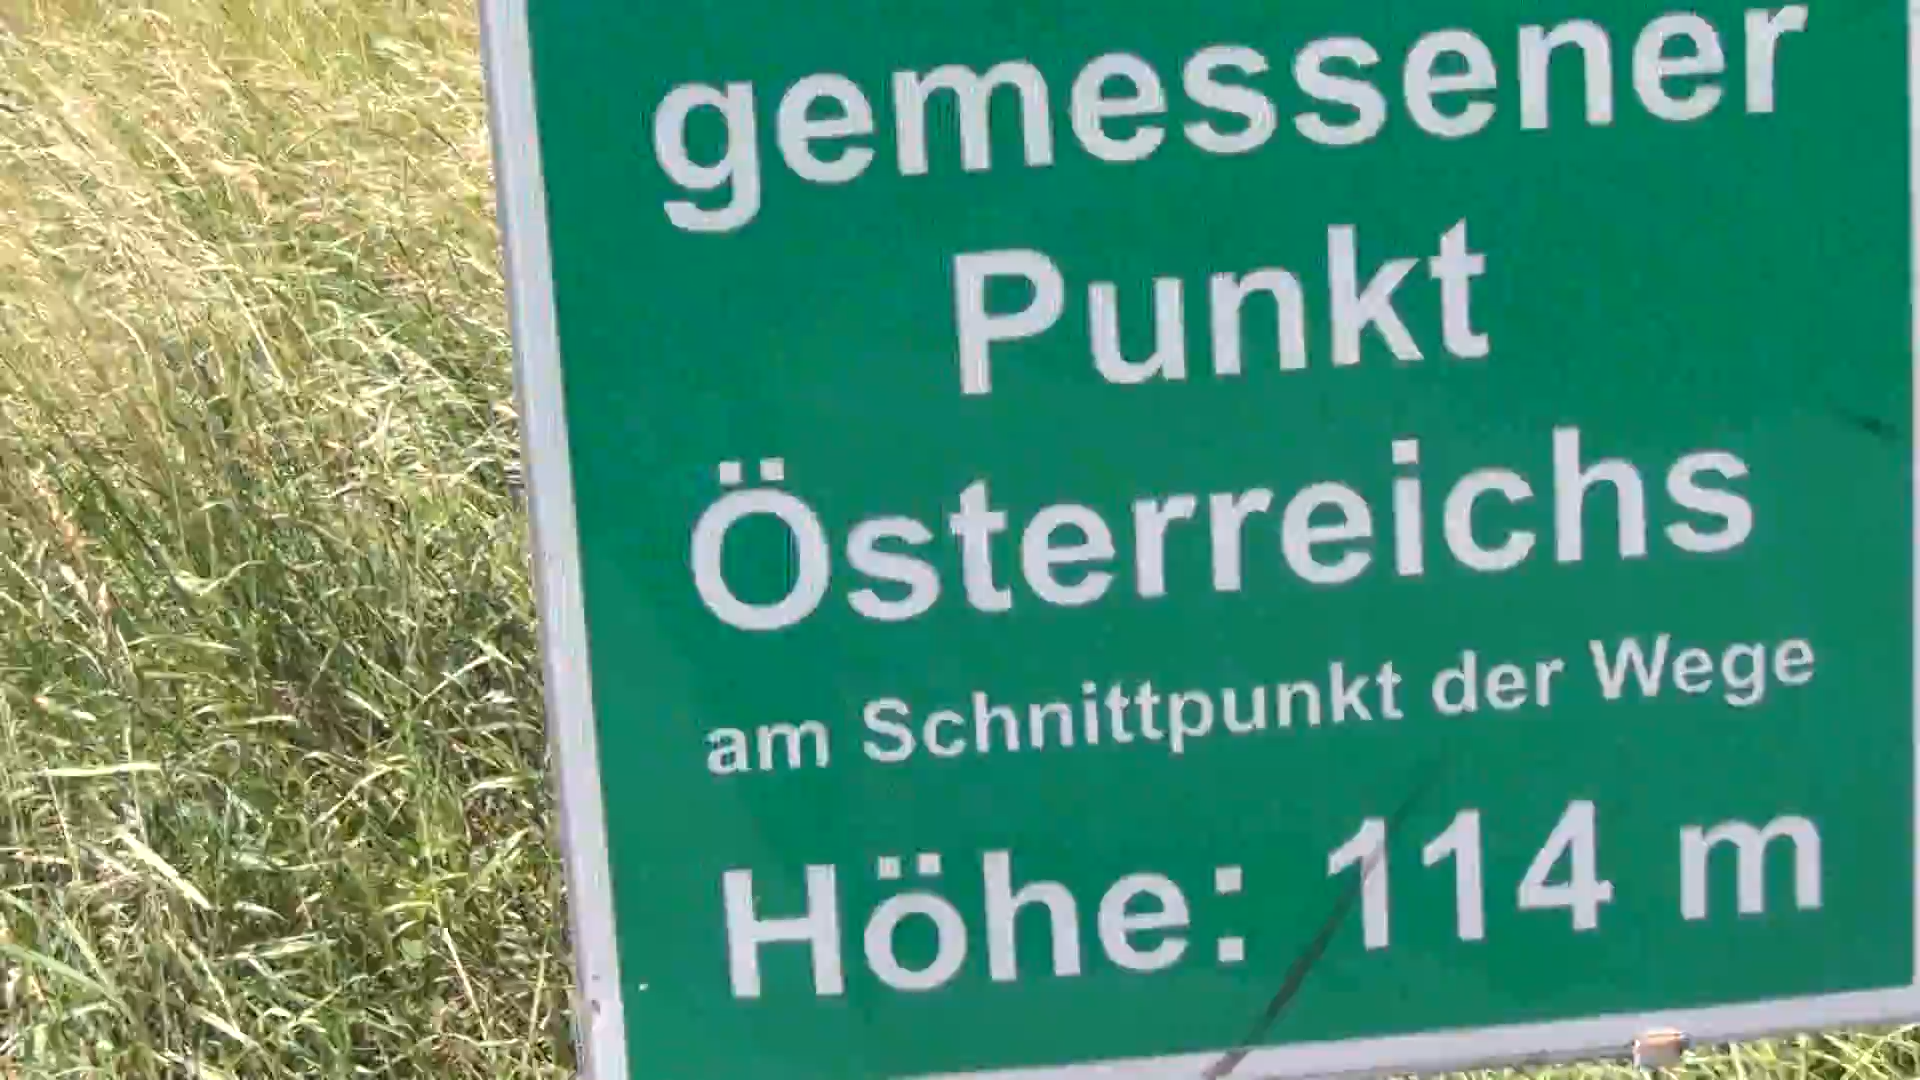 gemessener
Punkt
Österreichs
am Schnittpunkt der Wege
Höhe: 114 m